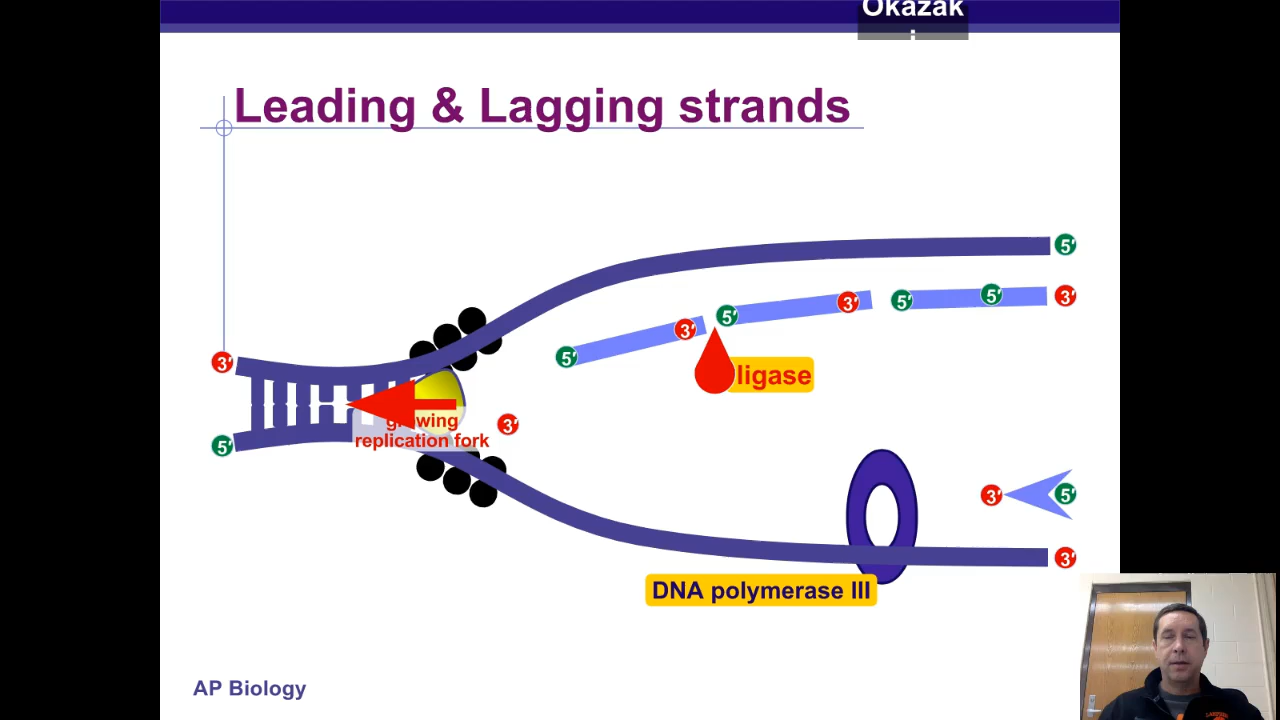 Okazak
i
Leading & Lagging strands
5'
3'
5'
5'
3'
5'
3'
5'
3'
ligase
growing
replication fork
3'
5'
3'
5'
3'
DNA polymerase III
AP Biology